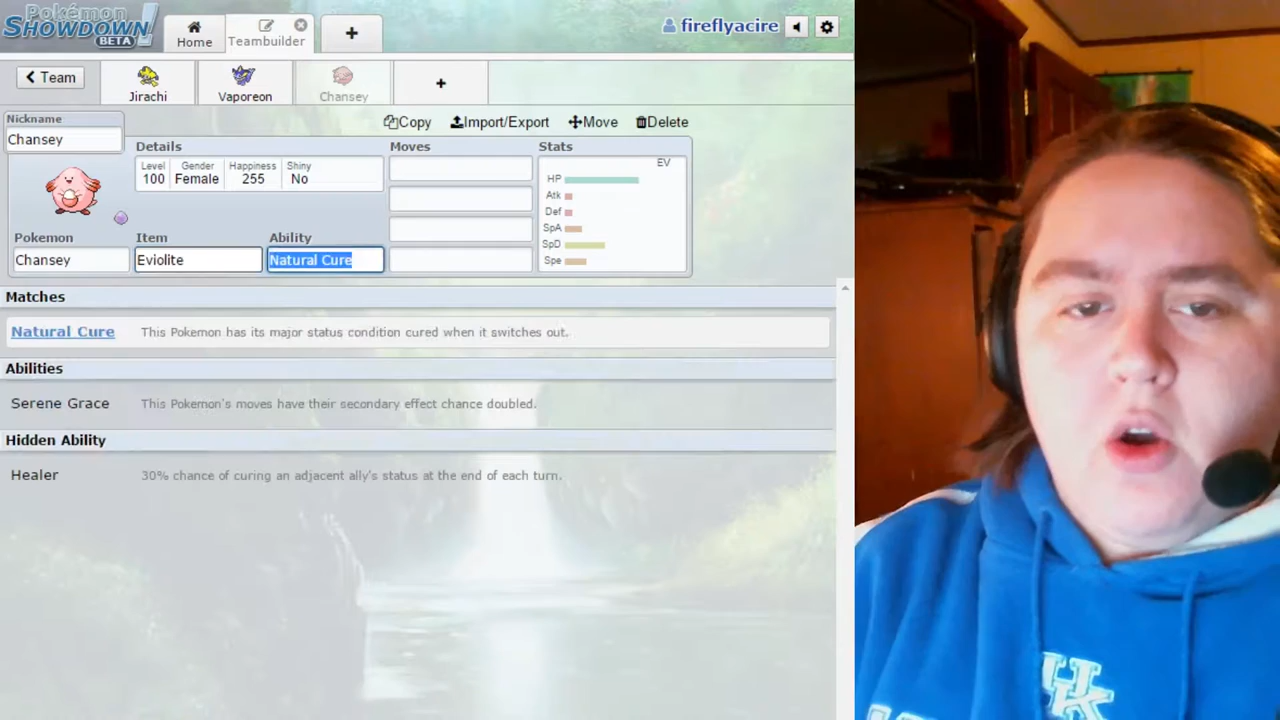 Pokémon
SHOWDOWN!
BETA
Home
Teambuilder
+
fireflyacire
Team
Jirachi
Vaporeon
Chansey
+
Nickname
Chansey
Copy
Import/Export
Move
Delete
Details
Level
100
Gender
Female
Happiness
255
Shiny
No
Moves
Stats
EV
HP
Atk
Def
SpA
SpD
Spe
Pokemon
Chansey
Item
Eviolite
Ability
Natural Cure
Matches
Natural Cure This Pokemon has its major status condition cured when it switches out.
Abilities
Serene Grace This Pokemon's moves have their secondary effect chance doubled.
Hidden Ability
Healer 30% chance of curing an adjacent ally's status at the end of each turn.
UK